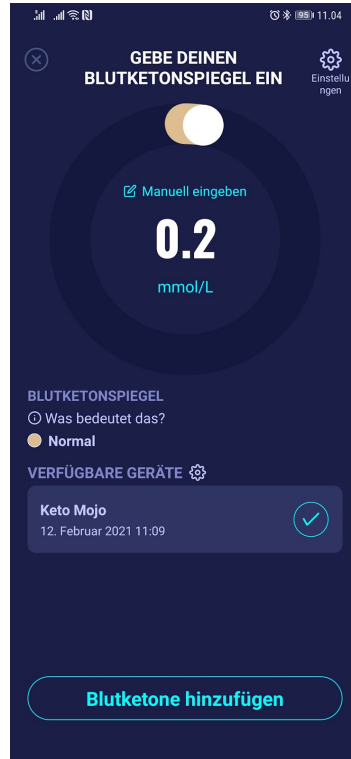 95 11.04
GEBE DEINEN
BLUTKETONSPIEGEL EIN
Einstellu
ngen
Manuell eingeben
0.2
mmol/L
BLUTKETONSPIEGEL
Was bedeutet das?
Normal
VERFÜGBARE GERÄTE
Keto Mojo
12. Februar 2021 11:09
Blutketone hinzufügen